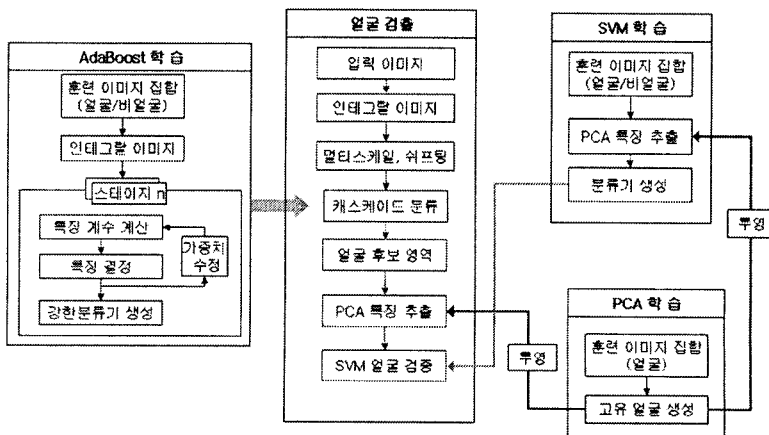 AdaBoost 학습
훈련 이미지 집합
(얼굴/비얼굴)
인테그랄 이미지
스테이지 n
특징 계수 계산
가중치
수정
특징 결정
강한분류기 생성
얼굴 검출
입력 이미지
인테그랄 이미지
멀티스케일, 쉬프팅
캐스케이드 분류
얼굴 후보 영역
PCA 특징 추출
SVM 얼굴 검증
SVM 학습
훈련 이미지 집합
(얼굴/비얼굴)
PCA 특징 추출
분류기 생성
투영
투영
PCA 학습
훈련 이미지 집합
(얼굴)
고유 얼굴 생성